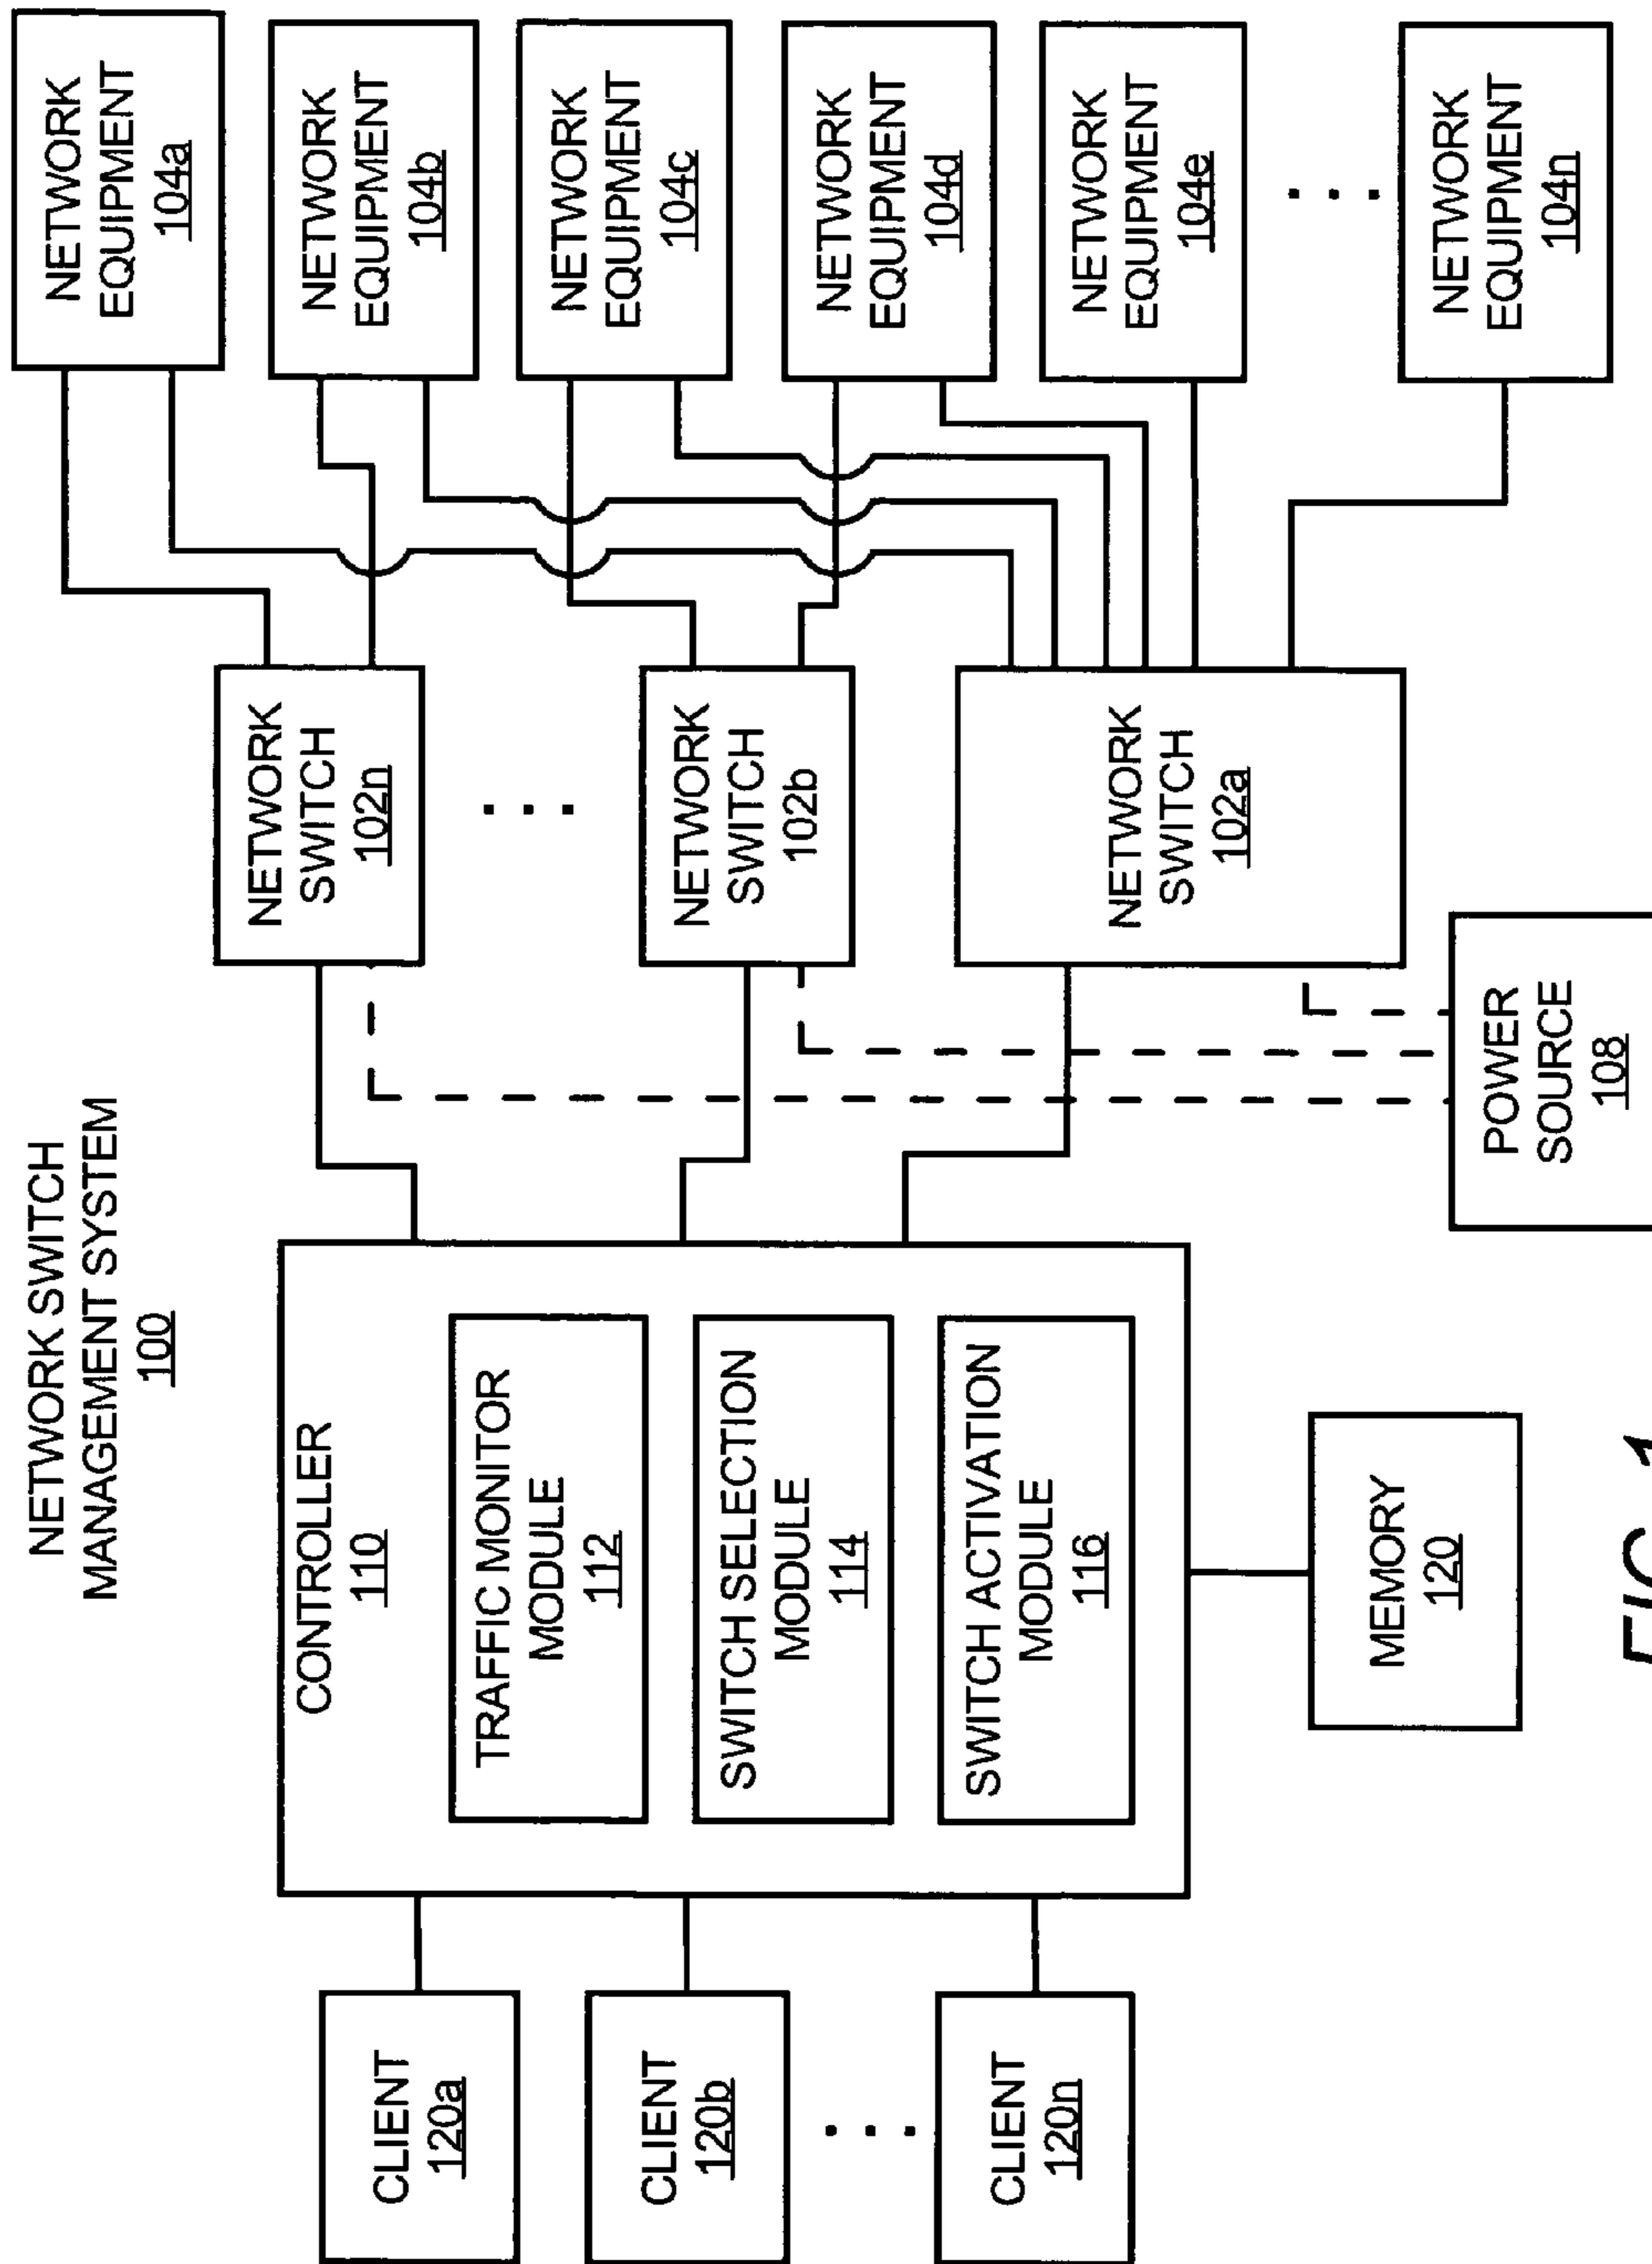 NETWORK SWITCH
MANAGEMENT SYSTEM
100
CLIENT
120a
CLIENT
120b
CLIENT
120n
CONTROLLER
110
TRAFFIC MONITOR
MODULE
112
SWITCH SELECTION
MODULE
114
SWITCH ACTIVATION
MODULE
116
MEMORY
120
POWER
SOURCE
108
NETWORK
SWITCH
102n
NETWORK
SWITCH
102b
NETWORK
SWITCH
102a
NETWORK
EQUIPMENT
104a
NETWORK
EQUIPMENT
104b
NETWORK
EQUIPMENT
104c
NETWORK
EQUIPMENT
104d
NETWORK
EQUIPMENT
104e
NETWORK
EQUIPMENT
104n
FIG. 1